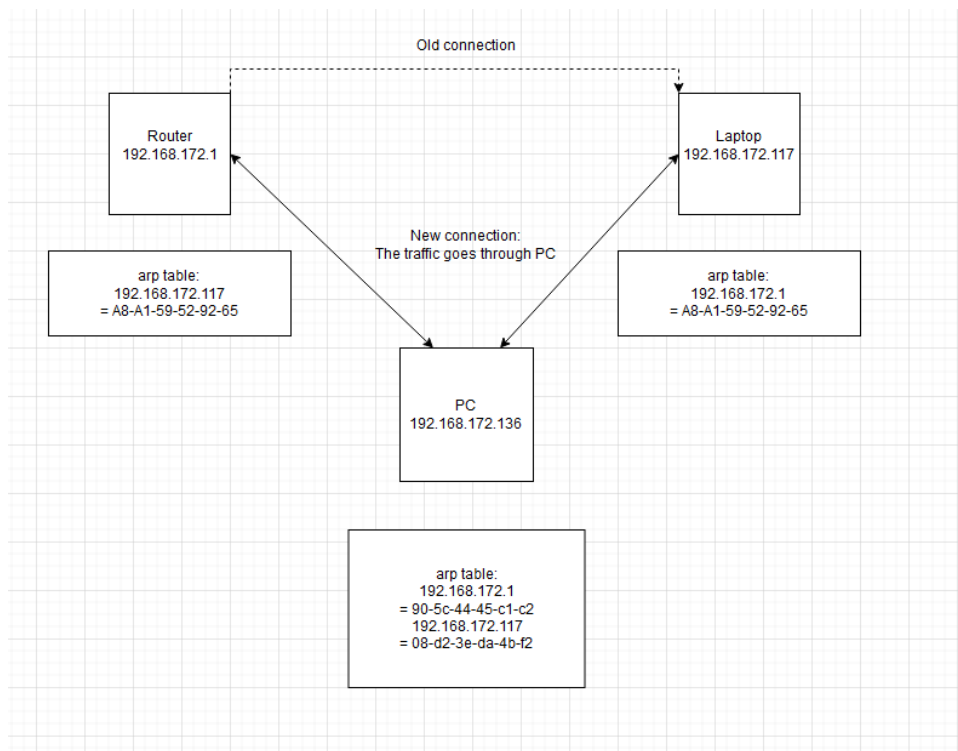 Old connection
Router
192.168.172.1
Laptop
192.168.172.117
New connection:
The traffic goes through PC
arp table:
192.168.172.117
= A8-A1-59-52-92-65
arp table:
192.168.172.1
= A8-A1-59-52-92-65
PC
192.168.172.136
arp table:
192.168.172.1
= 90-5c-44-45-c1-c2
192.168.172.117
= 08-d2-3e-da-4b-f2